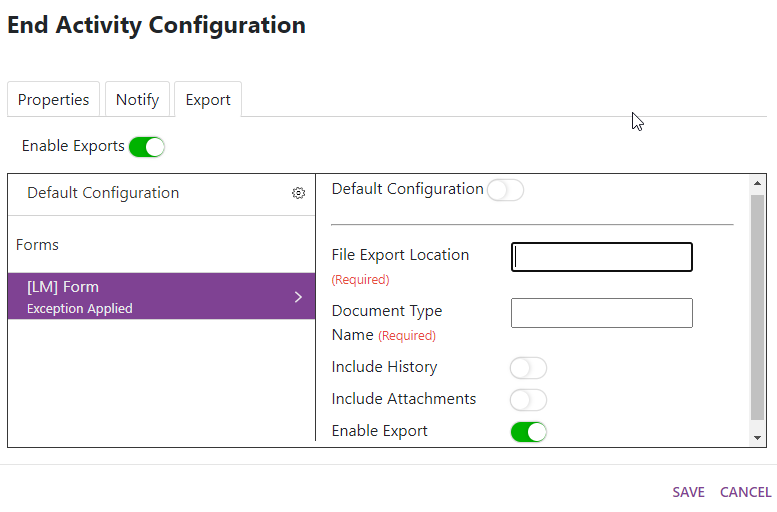 End Activity Configuration
Properties
Notify
Export
Enable Exports
Default Configuration
Forms
[LM] Form
Exception Applied
Default Configuration
File Export Location
(Required)
Document Type
Name (Required)
Include History
Include Attachments
Enable Export
SAVE
CANCEL